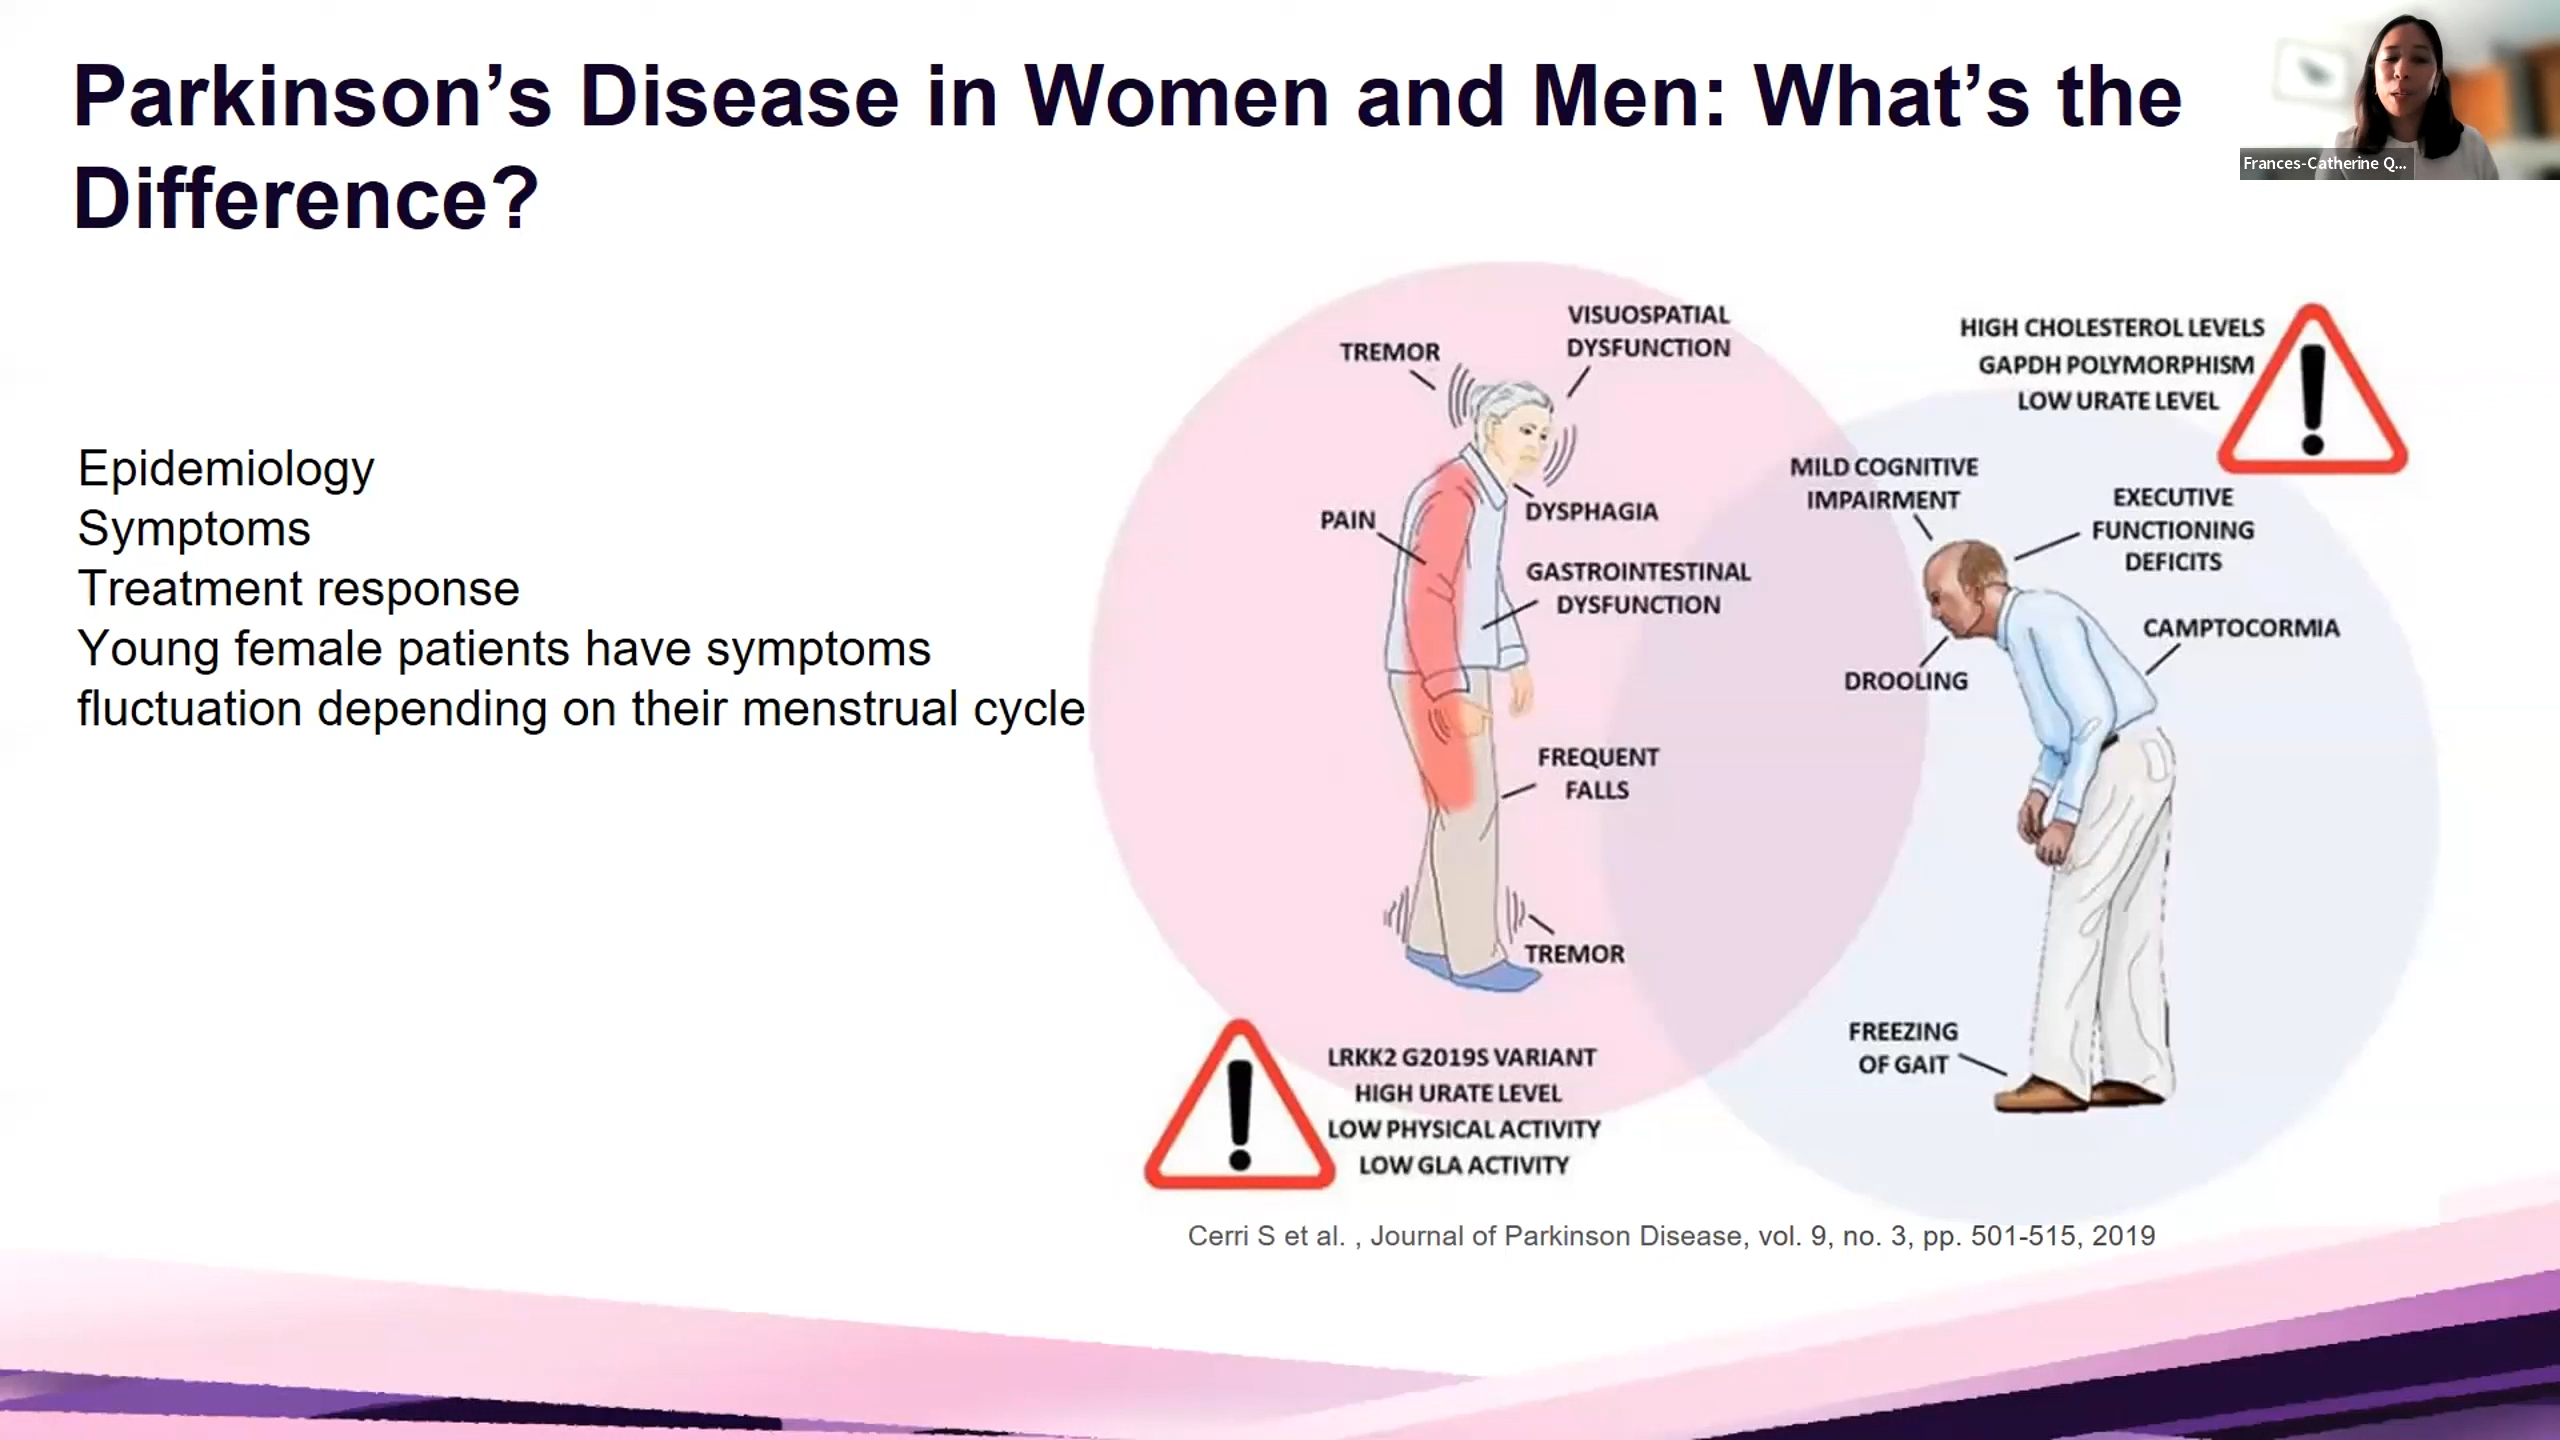 Parkinson’s Disease in Women and Men: What’s the
Difference?
Frances-Catherine Q...
Epidemiology
Symptoms
Treatment response
Young female patients have symptoms
fluctuation depending on their menstrual cycle
TREMOR
VISUOSPATIAL
DYSFUNCTION
PAIN
DYSPHAGIA
GASTROINTESTINAL
DYSFUNCTION
FREQUENT
FALLS
TREMOR
LRKK2 G2019S VARIANT
HIGH URATE LEVEL
LOW PHYSICAL ACTIVITY
LOW GLA ACTIVITY
HIGH CHOLESTEROL LEVELS
GAPDH POLYMORPHISM
LOW URATE LEVEL
MILD COGNITIVE
IMPAIRMENT
EXECUTIVE
FUNCTIONING
DEFICITS
CAMPTOCORMIA
DROOLING
FREEZING
OF GAIT
Cerri S et al. , Journal of Parkinson Disease, vol. 9, no. 3, pp. 501-515, 2019